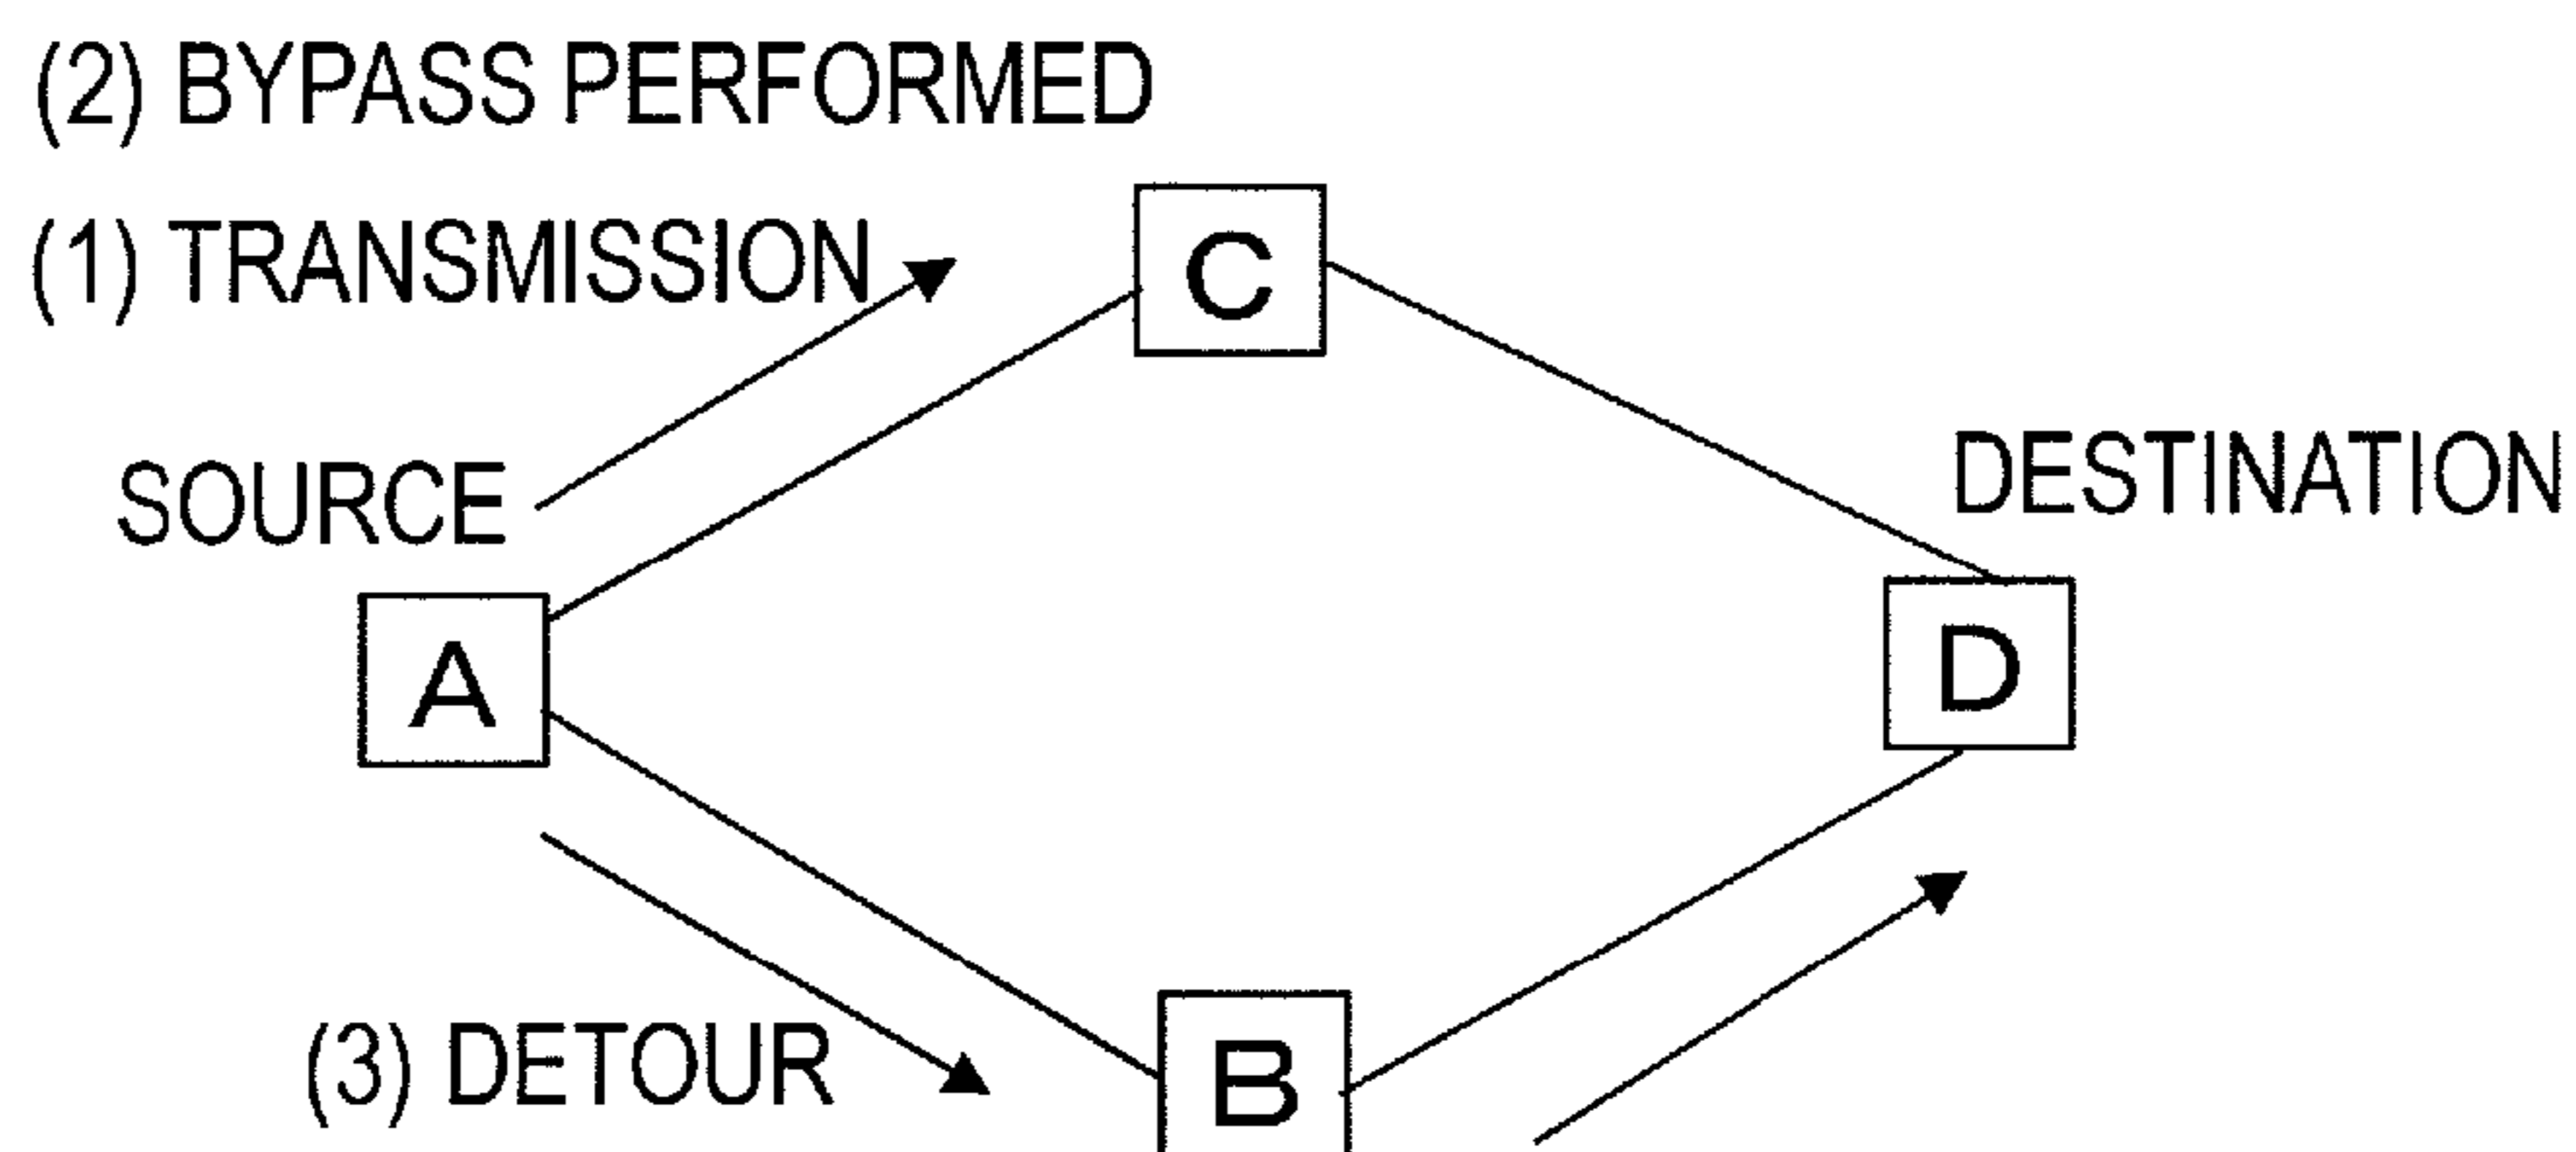 (2) BYPASS PERFORMED
(1) TRANSMISSION
C
SOURCE
DESTINATION
A
D
(3) DETOUR
B